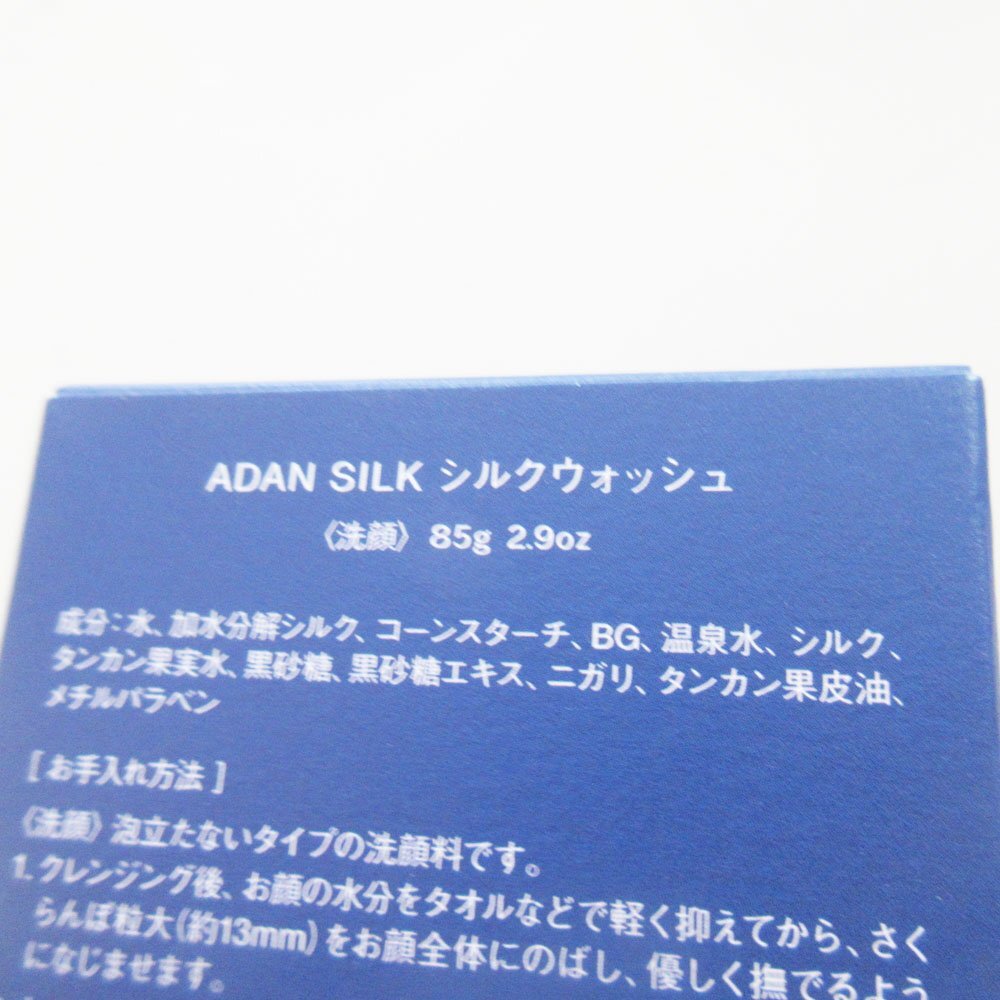 ADAN SILK シルクウォッシュ
《洗顔》 85g 2.9oz
成分：水、加水分解シルク、コーンスターチ、BG、温泉水、シルク、
タンカン果実水、黒砂糖、黒砂糖エキス、ニガリ、タンカン果皮油、
メチルパラベン
[ お手入れ方法 ]
《洗顔》泡立たないタイプの洗顔料です。
1. クレンジング後、お顔の水分をタオルなどで軽く抑えてから、さく
らんぼ粒大(約13mm)をお顔全体にのばし、優しく撫でるよう
になじませます。